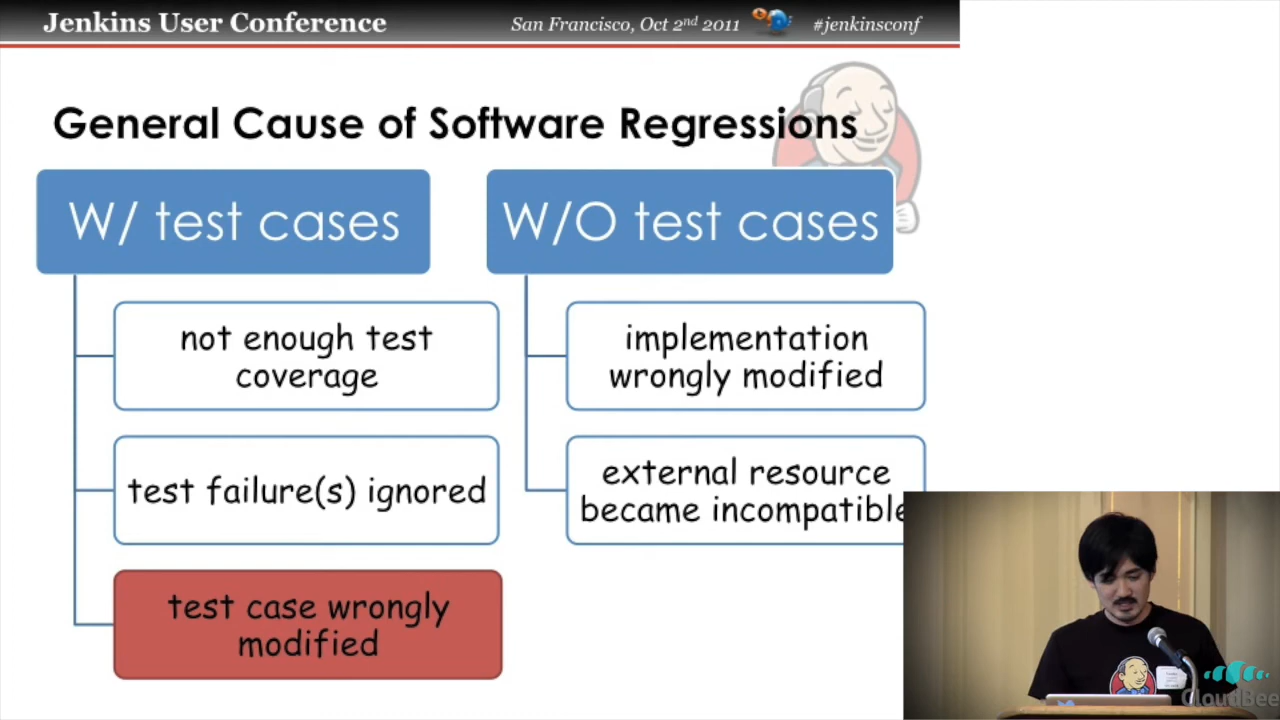 Jenkins User Conference
San Francisco, Oct 2nd 2011
#jenkinsconf
General Cause of Software Regressions
W/ test cases
not enough test
coverage
test failure(s) ignored
test case wrongly
modified
W/O test cases
implementation
wrongly modified
external resource
became incompatible
CloudBee